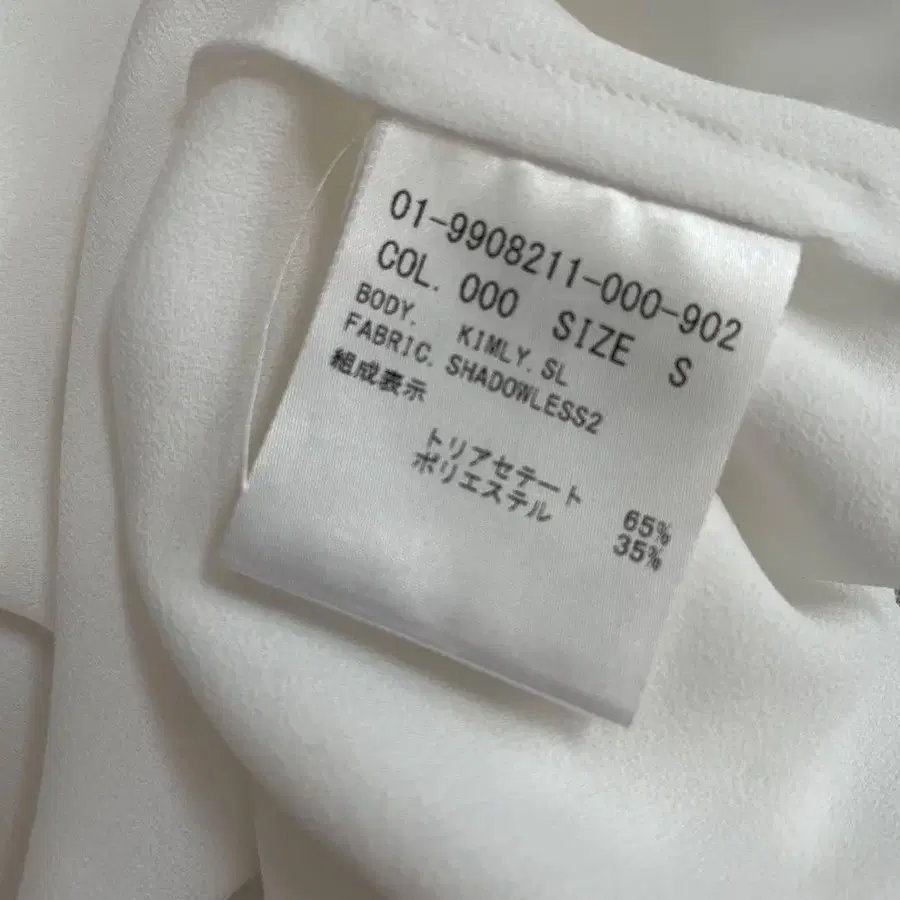 01-9908211-000-902
COL. 000 SIZE S
BODY. KIMLY.SL
FABRIC. SHADOWLESS2
組成表示
トリアセテート 65%
ポリエステル 35%